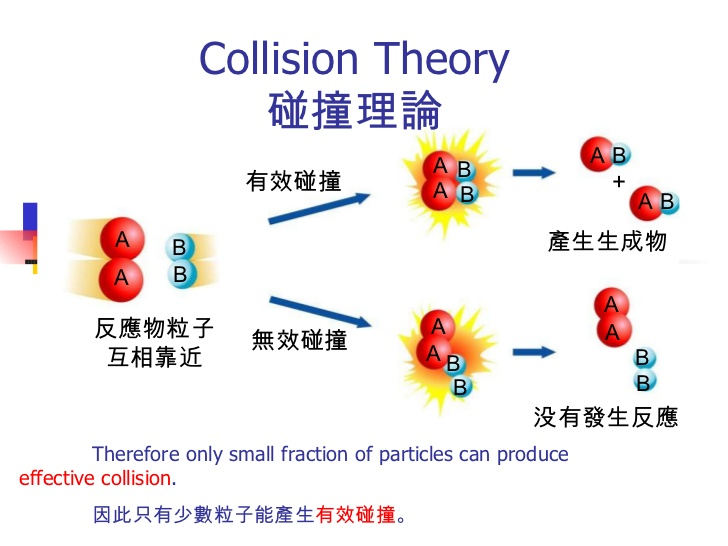 Collision Theory
碰撞理論
有效碰撞
A B
A B
A B
+
A B
產生生成物
A B
A B
反應物粒子
互相靠近
無效碰撞
A
A B
B
A
A
B
B
没有發生反應
Therefore only small fraction of particles can produce
effective collision.
因此只有少數粒子能產生有效碰撞。